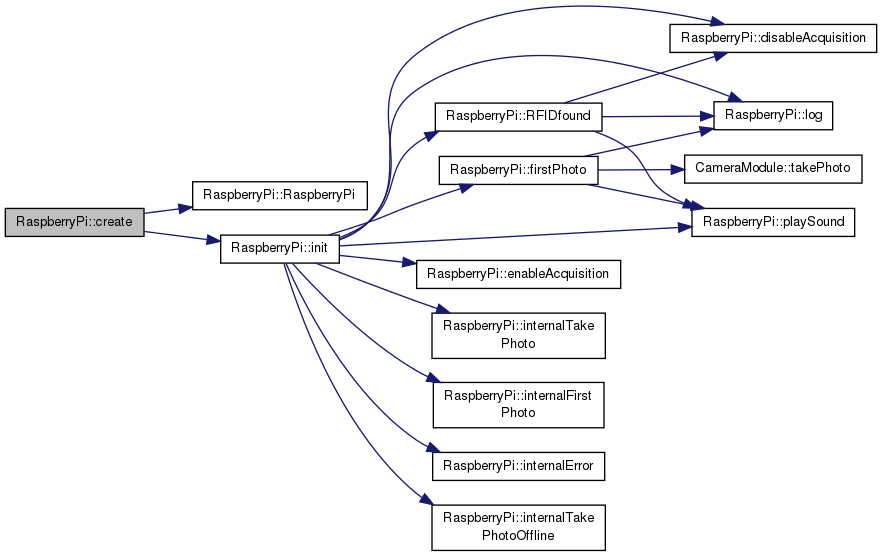 RaspberryPi::create
RaspberryPi::RaspberryPi
RaspberryPi::init
RaspberryPi::disableAcquisition
RaspberryPi::RFIDfound
RaspberryPi::log
RaspberryPi::firstPhoto
CameraModule::takePhoto
RaspberryPi::playSound
RaspberryPi::enableAcquisition
RaspberryPi::internalTake
Photo
RaspberryPi::internalFirst
Photo
RaspberryPi::internalError
RaspberryPi::internalTake
PhotoOffline